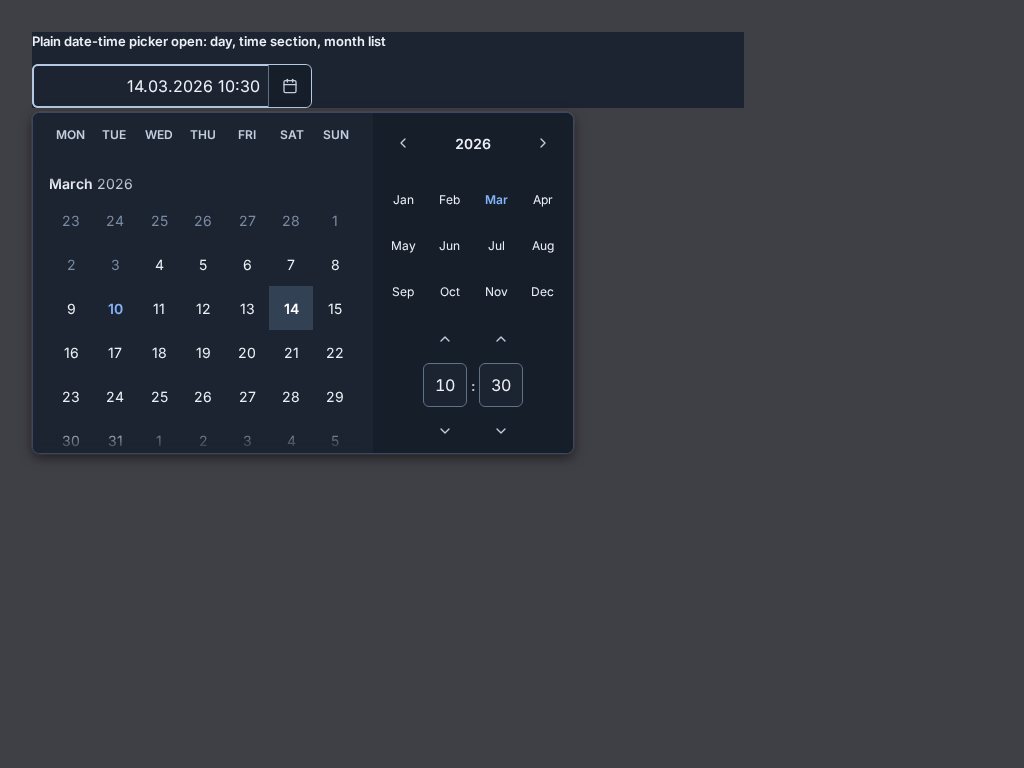 Plain date-time picker open: day, time section, month list
14.03.2026 10:30
MON TUE WED THU FRI SAT SUN
March 2026
23 24 25 26 27 28 1
2 3 4 5 6 7 8
9 10 11 12 13 14 15
16 17 18 19 20 21 22
23 24 25 26 27 28 29
30 31 1 2 3 4 5
2026
Jan Feb Mar Apr
May Jun Jul Aug
Sep Oct Nov Dec
10 : 30